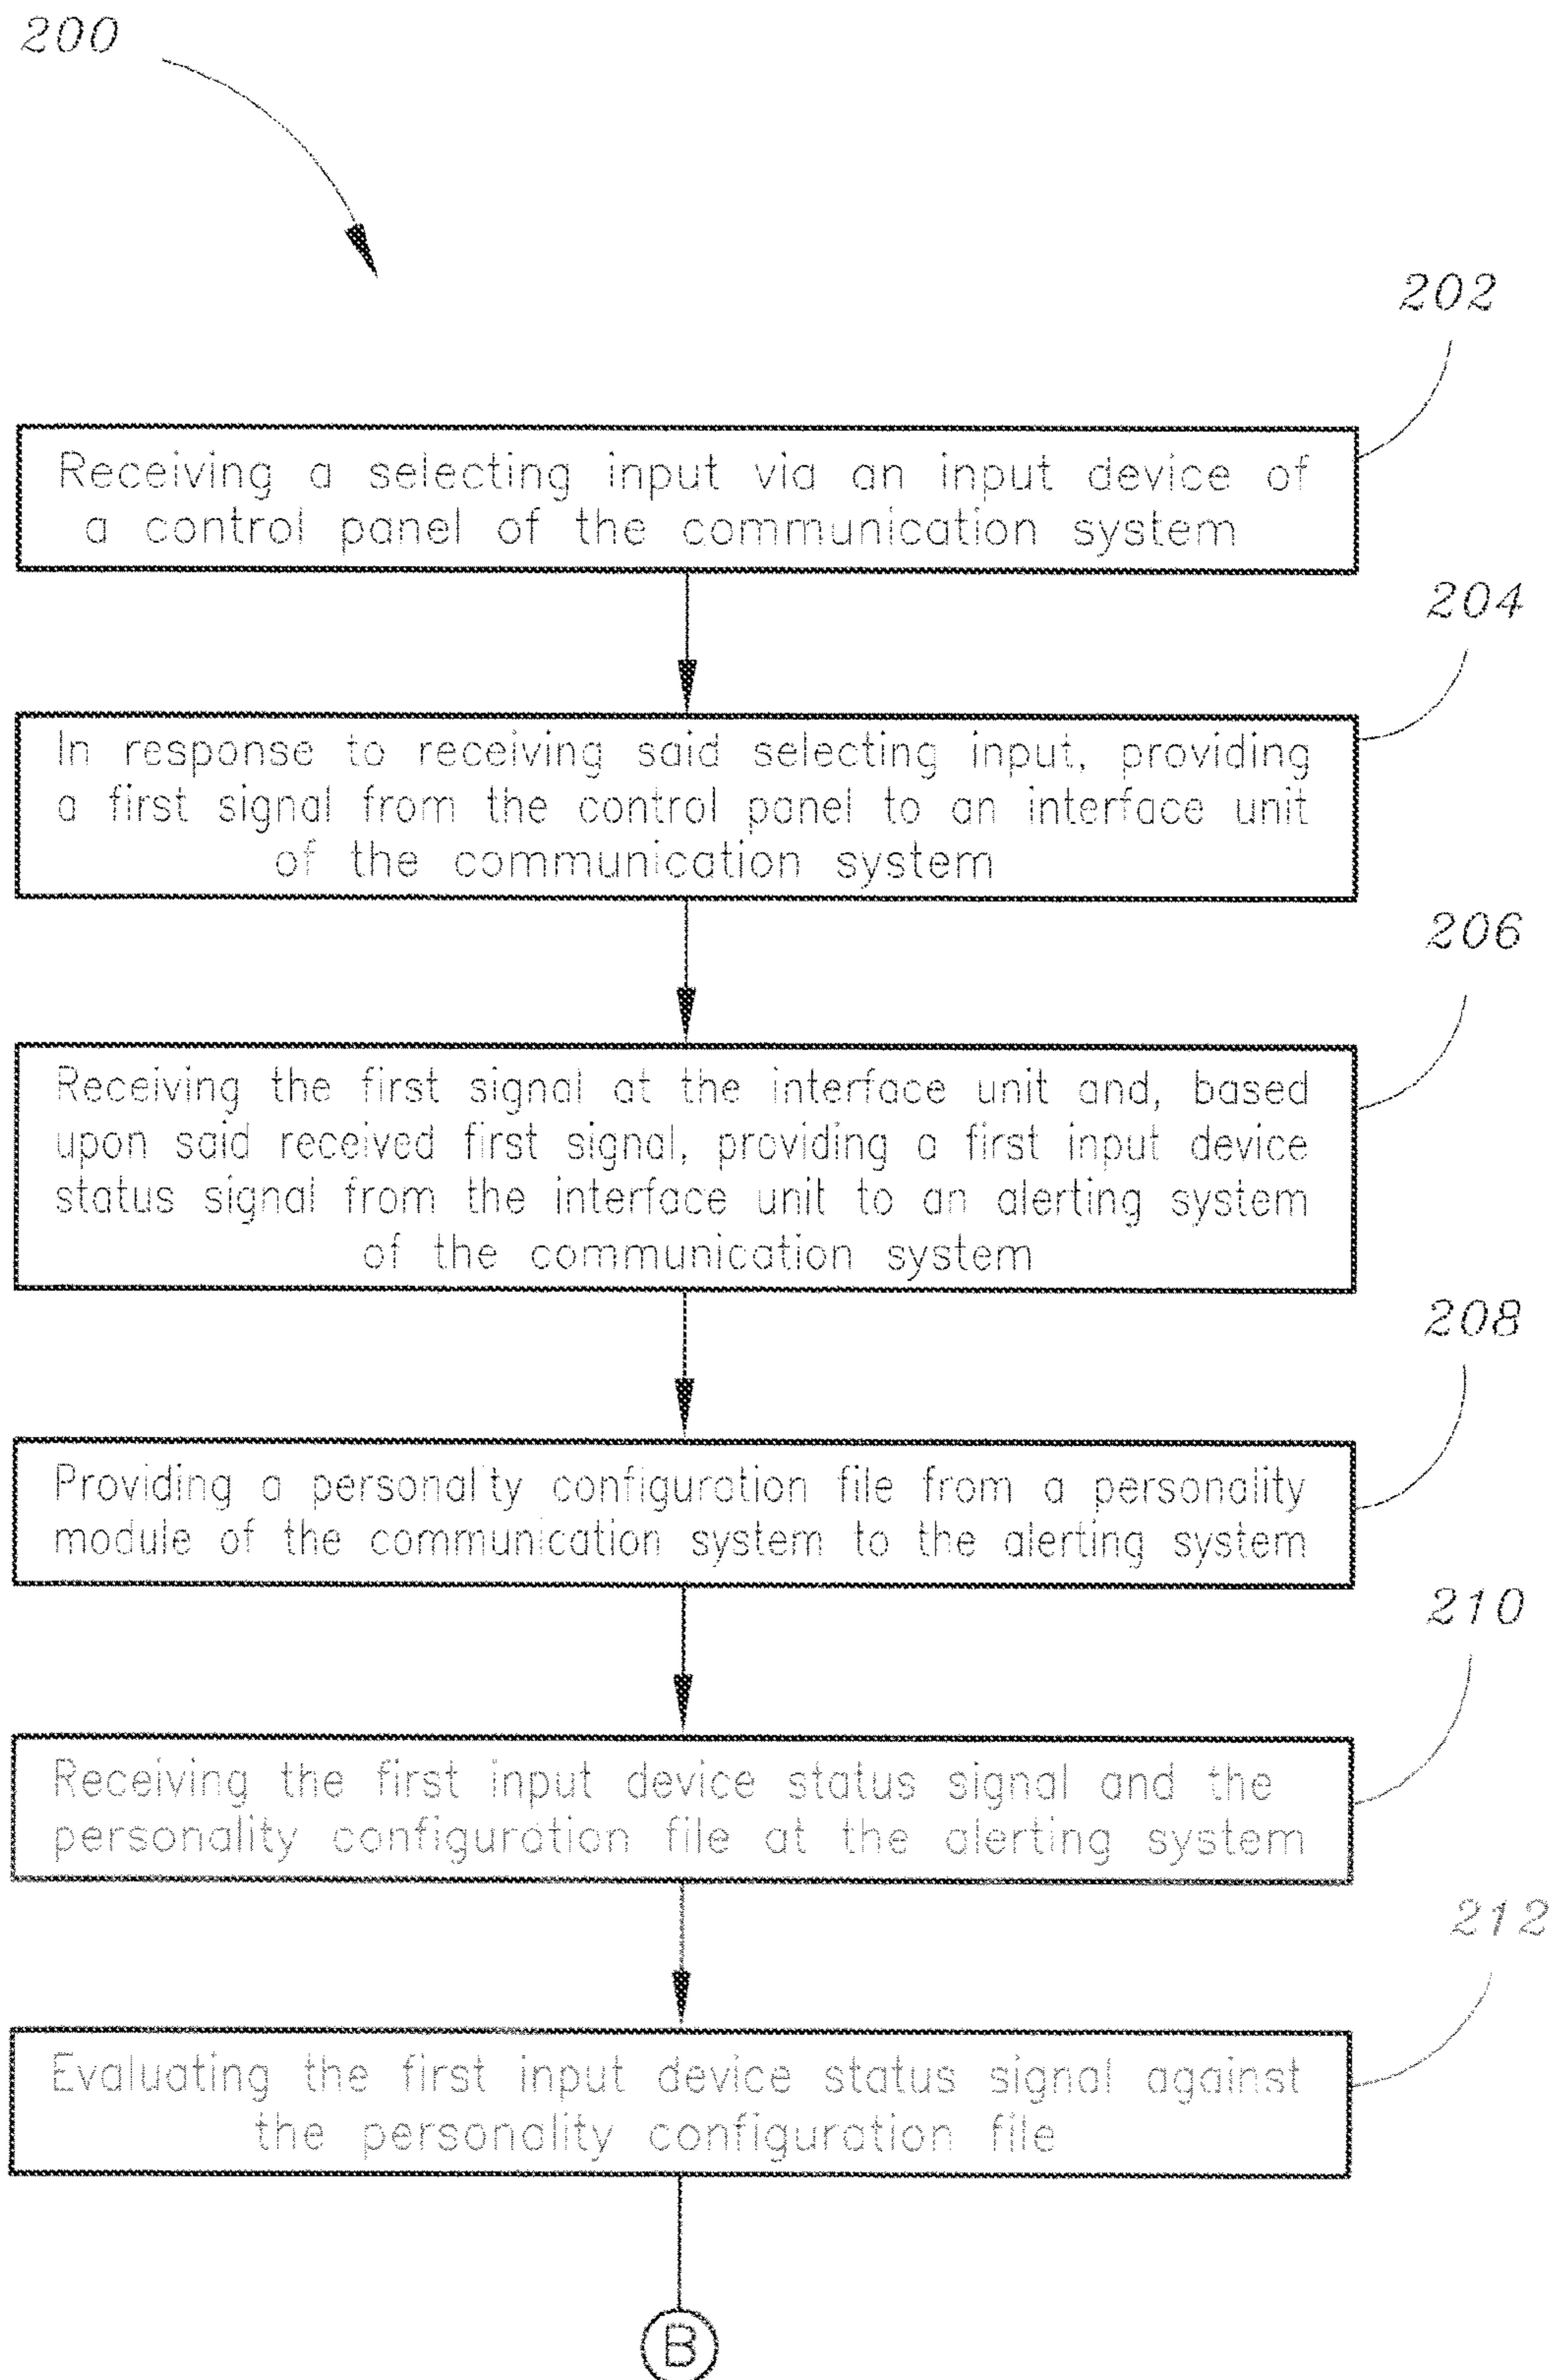 200
202
Receiving a selecting input via an input device of
a control panel of the communication system
204
In response to receiving said selecting input, providing
a first signal from the control panel to an interface unit
of the communication system
206
Receiving the first signal at the interface unit and, based
upon said received first signal, providing a first input device
status signal from the interface unit to an alerting system
of the communication system
208
Providing a personality configuration file from a personality
module of the communication system to the alerting system
210
Receiving the first input device status signal and the
personality configuration file at the alerting system
212
Evaluating the first input device status signal against
the personality configuration file
B